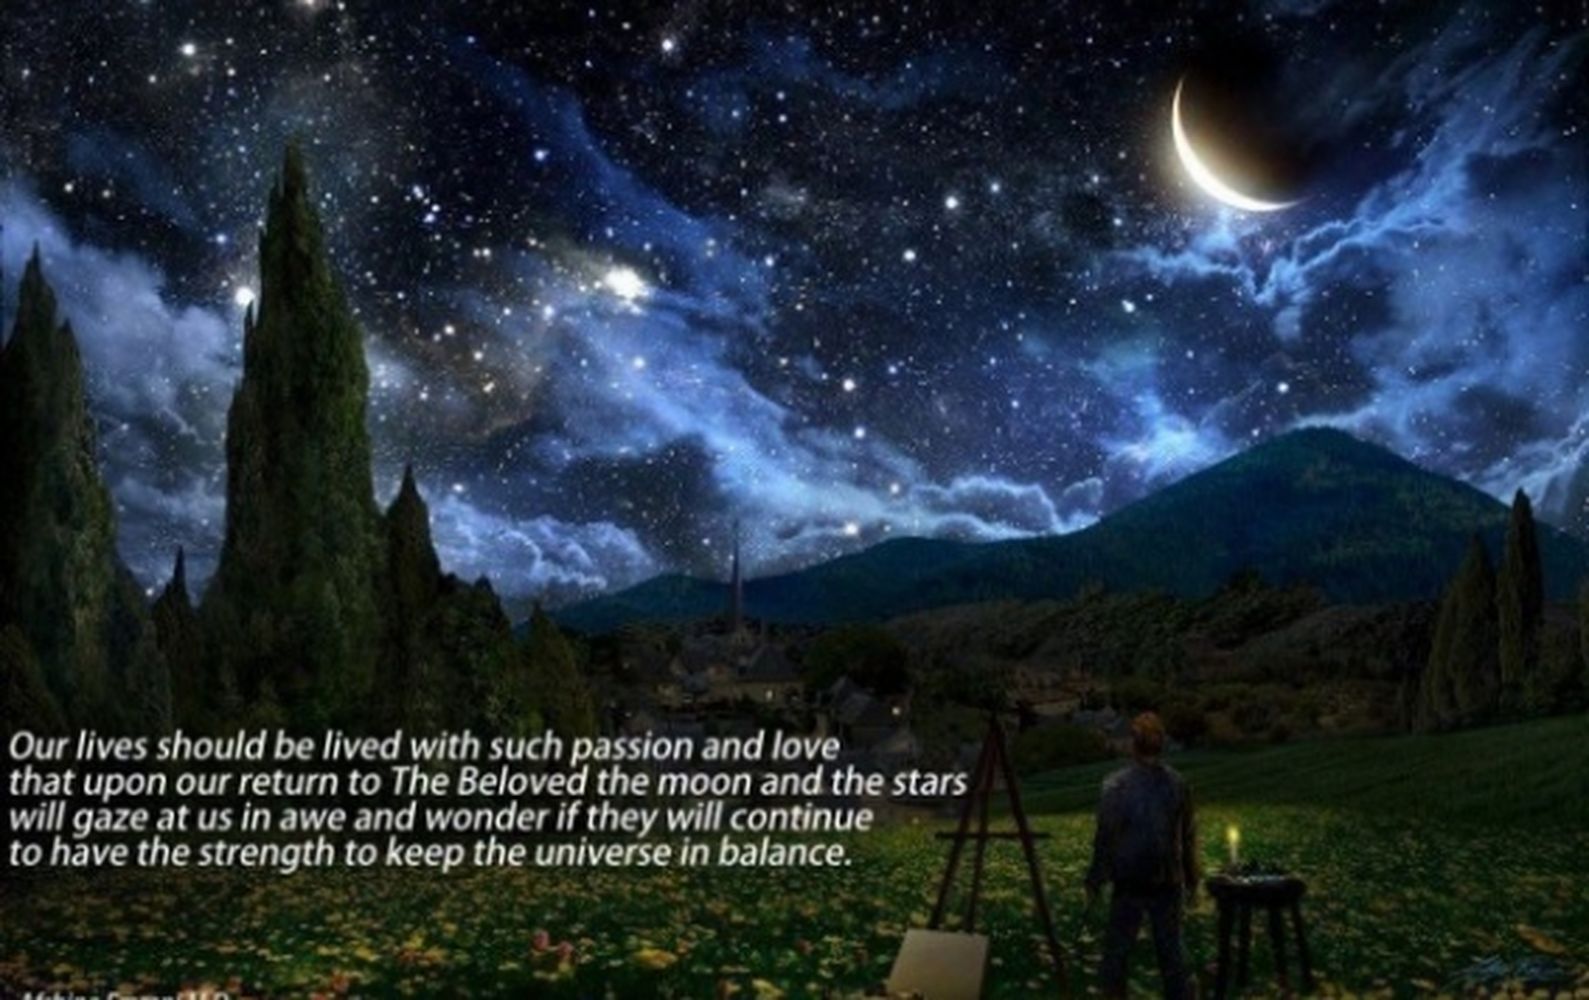 Our lives should be lived with such passion and love
that upon our return to The Beloved the moon and the stars
will gaze at us in awe and wonder if they will continue
to have the strength to keep the universe in balance.